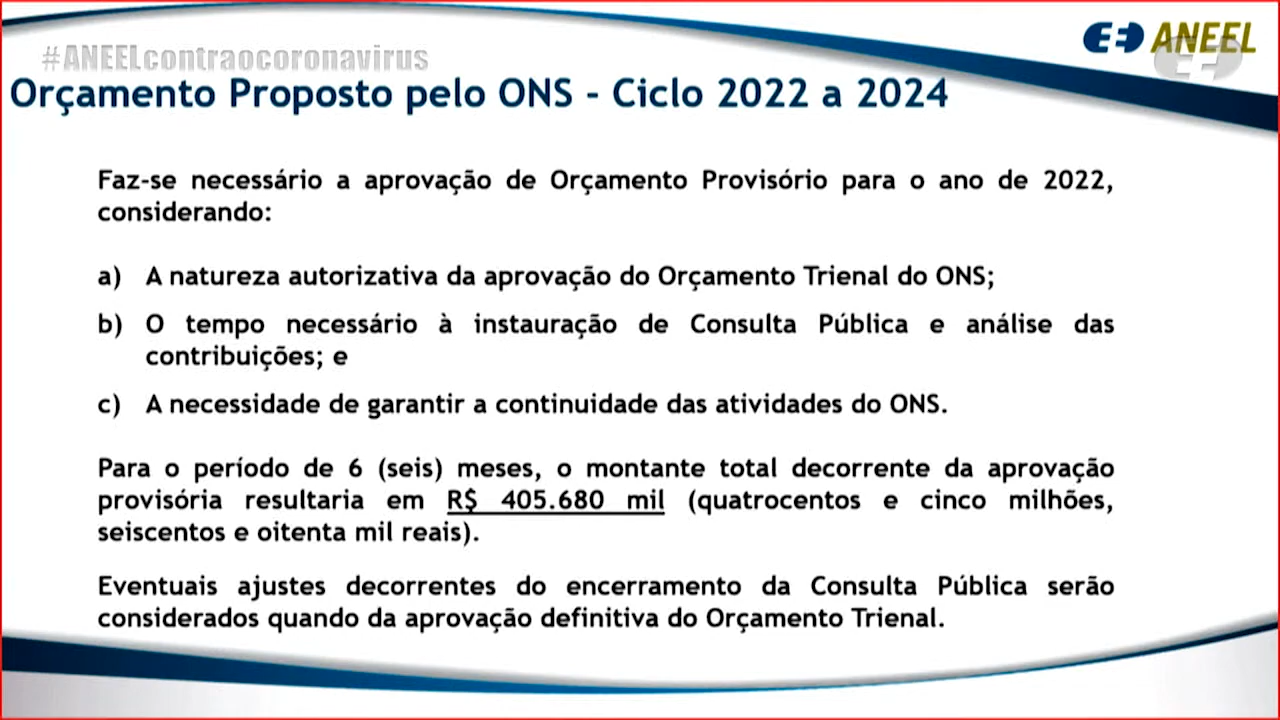 #ANEELcontraocoronavirus
ANEEL
Orçamento Proposto pelo ONS - Ciclo 2022 a 2024
Faz-se necessário a aprovação de Orçamento Provisório para o ano de 2022,
considerando:
a) A natureza autorizativa da aprovação do Orçamento Trienal do ONS;
b) O tempo necessário à instauração de Consulta Pública e análise das
contribuições; e
c) A necessidade de garantir a continuidade das atividades do ONS.
Para o período de 6 (seis) meses, o montante total decorrente da aprovação
provisória resultaria em R$ 405.680 mil (quatrocentos e cinco milhões,
seiscentos e oitenta mil reais).
Eventuais ajustes decorrentes do encerramento da Consulta Pública serão
considerados quando da aprovação definitiva do Orçamento Trienal.